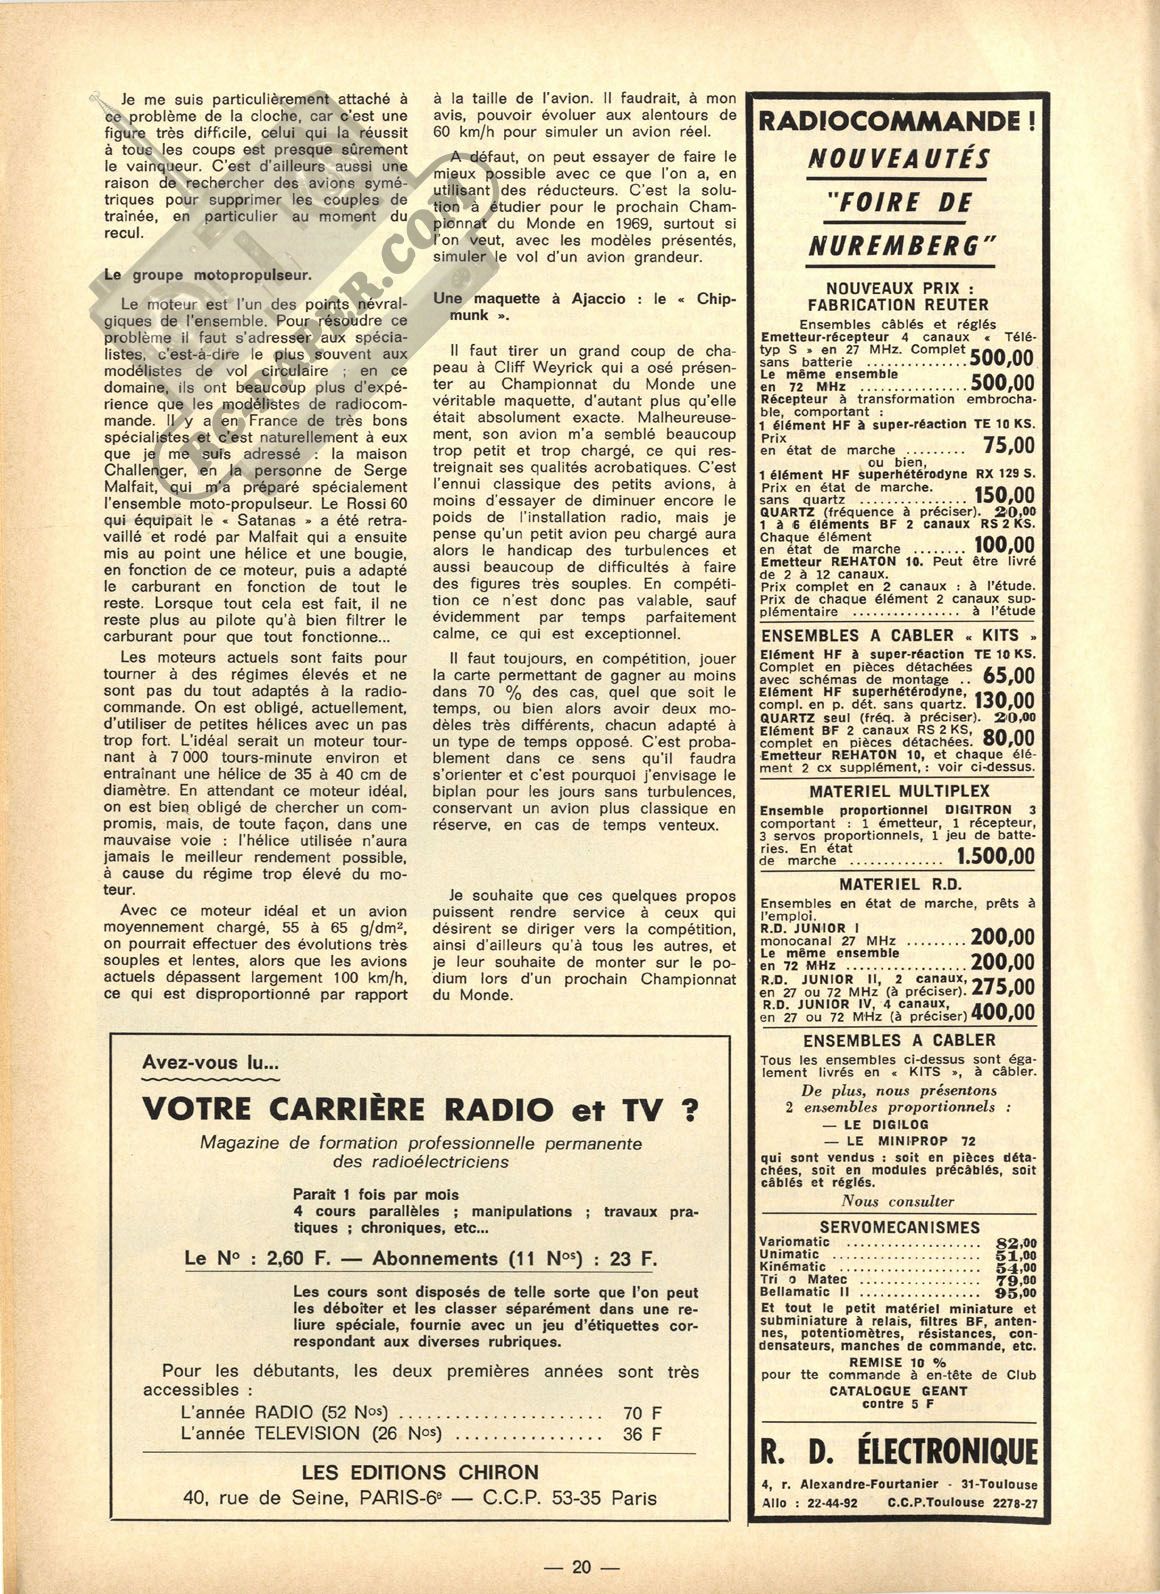 Je me suis particulièrement attaché à
ce problème de la cloche, car c'est une
figure très difficile, celui qui la réussit
à tous les coups est presque sûrement
le vainqueur. C'est d'ailleurs aussi une
raison de rechercher des avions symé-
triques pour supprimer les couples de
trainée, en particulier au moment du
recul.
Le groupe motopropulseur.
Le moteur est l'un des points névral-
giques de l'ensemble. Pour résoudre ce
problème il faut s'adresser aux spécia-
listes, c'est-à-dire le plus souvent aux
modélistes de vol circulaire ; en ce
domaine, ils ont beaucoup plus d'expé-
rience que les modélistes de radiocom-
mande. Il y a en France de très bons
spécialistes et c'est naturellement à eux
que je me suis adressé : la maison
Challenger, en la personne de Serge
Malfait, qui m'a préparé spécialement
l'ensemble moto-propulseur. Le Rossi 60
qui équipait le « Satanas » a été retra-
vaillé et rodé par Malfait qui a ensuite
mis au point une hélice et une bougie,
en fonction de ce moteur, puis a adapté
le carburant en fonction de tout le
reste. Lorsque tout cela est fait, il ne
reste plus au pilote qu'à bien filtrer le
carburant pour que tout fonctionne...
Les moteurs actuels sont faits pour
tourner à des régimes élevés et ne
sont pas du tout adaptés à la radio-
commande. On est obligé, actuellement,
d'utiliser de petites hélices avec un pas
trop fort. L'idéal serait un moteur tour-
nant à 7 000 tours-minute environ et
entraînant une hélice de 35 à 40 cm de
diamètre. En attendant ce moteur idéal,
on est bien obligé de chercher un com-
promis, mais, de toute façon, dans une
mauvaise voie : l'hélice utilisée n'aura
jamais le meilleur rendement possible,
à cause du régime trop élevé du mo-
teur.
Avec ce moteur idéal et un avion
moyennement chargé, 55 à 65 g/dm²,
on pourrait effectuer des évolutions très
souples et lentes, alors que les avions
actuels dépassent largement 100 km/h,
ce qui est disproportionné par rapport
à la taille de l'avion. Il faudrait, à mon
avis, pouvoir évoluer aux alentours de
60 km/h pour simuler un avion réel.
A défaut, on peut essayer de faire le
mieux possible avec ce que l'on a, en
utilisant des réducteurs. C'est la solu-
tion à étudier pour le prochain Cham-
pionnat du Monde en 1969, surtout si
l'on veut, avec les modèles présentés,
simuler le vol d'un avion grandeur.
Une maquette à Ajaccio : le « Chip-
munk ».
Il faut tirer un grand coup de cha-
peau à Cliff Weyrick qui a osé présen-
ter au Championnat du Monde une
véritable maquette, d'autant plus qu'elle
était absolument exacte. Malheureuse-
ment, son avion m'a semblé beaucoup
trop petit et trop chargé, ce qui res-
treignait ses qualités acrobatiques. C'est
l'ennui classique des petits avions, à
moins d'essayer de diminuer encore le
poids de l'installation radio, mais je
pense qu'un petit avion peu chargé aura
alors le handicap des turbulences et
aussi beaucoup de difficultés à faire
des figures très souples. En compéti-
tion ce n'est donc pas valable, sauf
évidemment par temps parfaitement
calme, ce qui est exceptionnel.
Il faut toujours, en compétition, jouer
la carte permettant de gagner au moins
dans 70 % des cas, quel que soit le
temps, ou bien alors avoir deux mo-
dèles très différents, chacun adapté à
un type de temps opposé. C'est proba-
blement dans ce sens qu'il faudra
s'orienter et c'est pourquoi j'envisage le
biplan pour les jours sans turbulences,
conservant un avion plus classique en
réserve, en cas de temps venteux.
Je souhaite que ces quelques propos
puissent rendre service à ceux qui
désirent se diriger vers la compétition,
ainsi d'ailleurs qu'à tous les autres, et
je leur souhaite de monter sur le po-
dium lors d'un prochain Championnat
du Monde.
RC-PAPER.COM
Avez-vous lu...
VOTRE CARRIÈRE RADIO et TV ?
Magazine de formation professionnelle permanente
des radioélectriciens
Paraît 1 fois par mois
4 cours parallèles ; manipulations ; travaux pra-
tiques ; chroniques, etc...
Le No : 2,60 F. — Abonnements (11 Nos) : 23 F.
Les cours sont disposés de telle sorte que l'on peut
les déboîter et les classer séparément dans une re-
liure spéciale, fournie avec un jeu d'étiquettes cor-
respondant aux diverses rubriques.
Pour les débutants, les deux premières années sont très
accessibles :
L'année RADIO (52 Nos) ....................... 70 F
L'année TELEVISION (26 Nos) ................ 36 F
LES EDITIONS CHIRON
40, rue de Seine, PARIS-6e — C.C.P. 53-35 Paris
RADIOCOMMANDE !
NOUVEAUTÉS
"FOIRE DE
NUREMBERG"
NOUVEAUX PRIX :
FABRICATION REUTER
Ensembles câblés et réglés
Emetteur-récepteur 4 canaux « Télé-
typ S » en 27 MHz. Complet
sans batterie .............. 500,00
Le même ensemble
en 72 MHz ............... 500,00
Récepteur à transformation embrocha-
ble, comportant :
1 élément HF à super-réaction TE 10 KS.
Prix
en état de marche ......... 75,00
ou bien,
1 élément HF superhétérodyne RX 129 S.
Prix en état de marche.
sans quartz ............... 150,00
QUARTZ (fréquence à préciser). 20,00
1 à 6 éléments BF 2 canaux RS 2 KS.
Chaque élément
en état de marche ........ 100,00
Emetteur REHATON 10. Peut être livré
de 2 à 12 canaux.
Prix complet en 2 canaux : à l'étude.
Prix de chaque élément 2 canaux sup-
plémentaire ............... à l'étude
ENSEMBLES A CABLER « KITS »
Elément HF à super-réaction TE 10 KS.
Complet en pièces détachées
avec schémas de montage .. 65,00
Elément HF superhétérodyne,
compl. en p. dét. sans quartz. 130,00
QUARTZ seul (fréq. à préciser). 20,00
Elément BF 2 canaux RS 2 KS,
complet en pièces détachées. 80,00
Emetteur REHATON 10, et chaque élé-
ment 2 cx supplément, : voir ci-dessus.
MATERIEL MULTIPLEX
Ensemble proportionnel DIGITRON 3
comportant : 1 émetteur, 1 récepteur,
3 servos proportionnels, 1 jeu de batte-
ries. En état
de marche .............. 1.500,00
MATERIEL R.D.
Ensembles en état de marche, prêts à
l'emploi.
R.D. JUNIOR I
monocanal 27 MHz ......... 200,00
Le même ensemble
en 72 MHz .................. 200,00
R.D. JUNIOR II, 2 canaux,
en 27 ou 72 MHz (à préciser). 275,00
R.D. JUNIOR IV, 4 canaux,
en 27 ou 72 MHz (à préciser) 400,00
ENSEMBLES A CABLER
Tous les ensembles ci-dessus sont éga-
lement livrés en « KITS », à câbler.
De plus, nous présentons
2 ensembles proportionnels :
— LE DIGILOG
— LE MINIPROP 72
qui sont vendus : soit en pièces déta-
chées, soit en modules précâblés, soit
câblés et réglés.
Nous consulter
SERVOMECANISMES
Variomatic .................... 82,00
Unimatic ...................... 51,00
Kinématic ..................... 54,00
Tri o Matec .................. 79,00
Bellamatic II .................. 95,00
Et tout le petit matériel miniature et
subminiature à relais, filtres BF, anten-
nes, potentiomètres, résistances, con-
densateurs, manches de commande, etc.
REMISE 10 %
pour tte commande à en-tête de Club
CATALOGUE GEANT
contre 5 F
R. D. ÉLECTRONIQUE
4, r. Alexandre-Fourtanier - 31-Toulouse
Allo : 22-44-92 C.C.P.Toulouse 2278-27
— 20 —